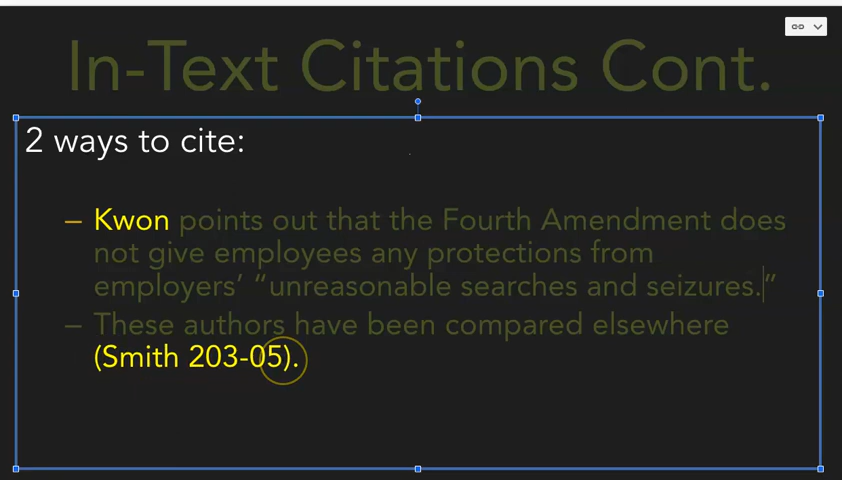 In-Text Citations Cont.
2 ways to cite:
– Kwon points out that the Fourth Amendment does
not give employees any protections from
employers’ “unreasonable searches and seizures.”
– These authors have been compared elsewhere
(Smith 203-05).